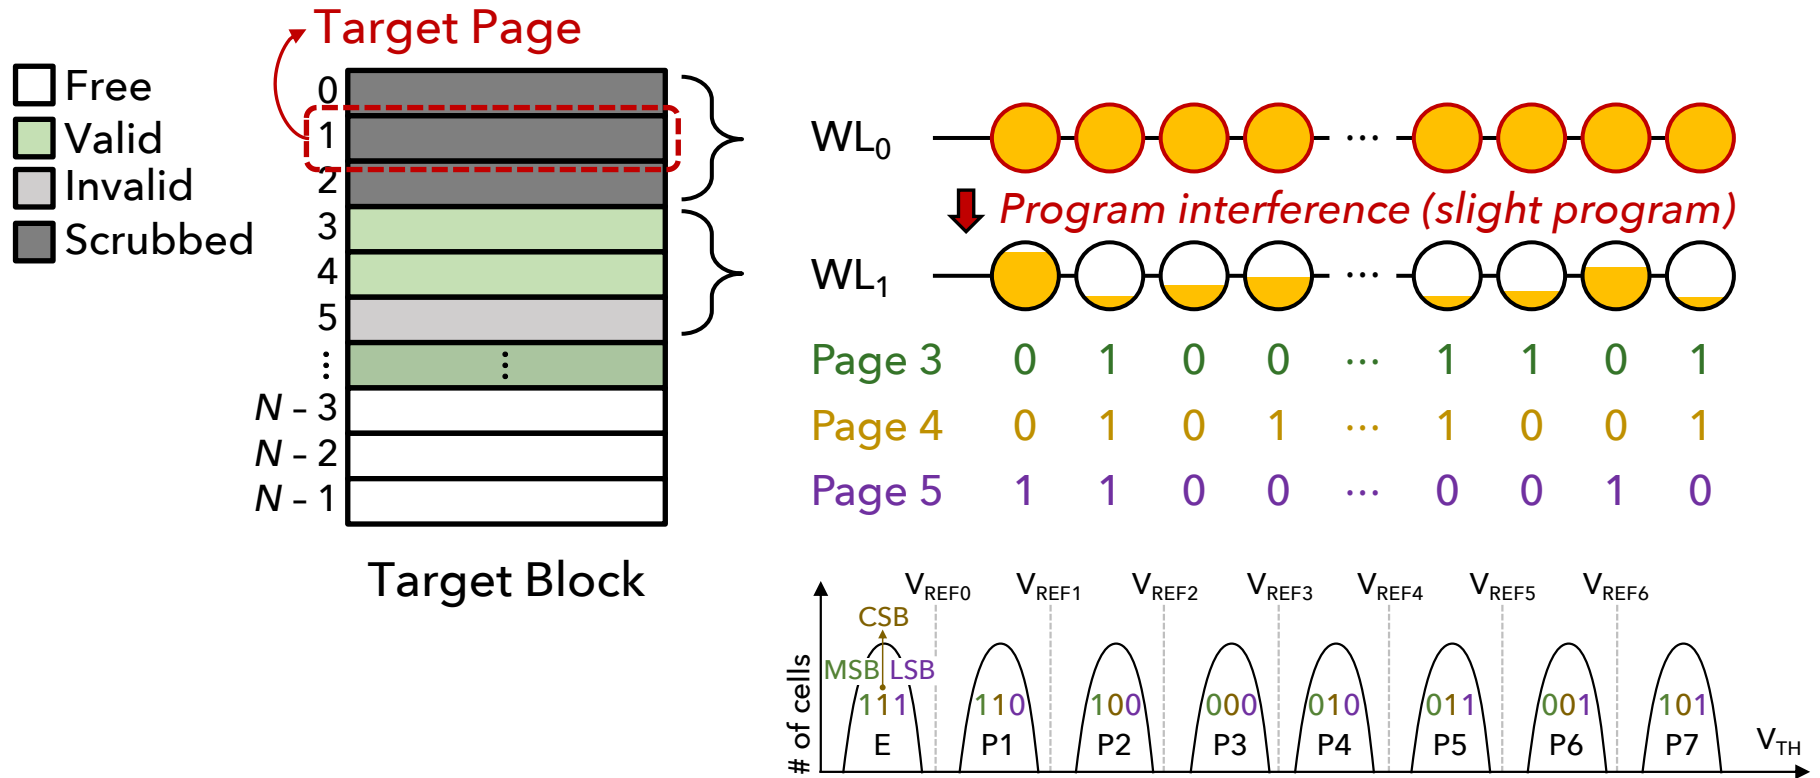 Target Page
Free
Valid
Invalid
Scrubbed
0
1
2
3
4
5
⋮ ⋮
N – 3
N – 2
N – 1
Target Block
WL0 ···
Program interference (slight program)
WL1 ···
Page 3 0 1 0 0 ··· 1 1 0 1
Page 4 0 1 0 1 ··· 1 0 0 1
Page 5 1 1 0 0 ··· 0 0 1 0
VREF0 VREF1 VREF2 VREF3 VREF4 VREF5 VREF6
CSB
MSB LSB
111 110 100 000 010 011 001 101
E P1 P2 P3 P4 P5 P6 P7
# of cells
VTH